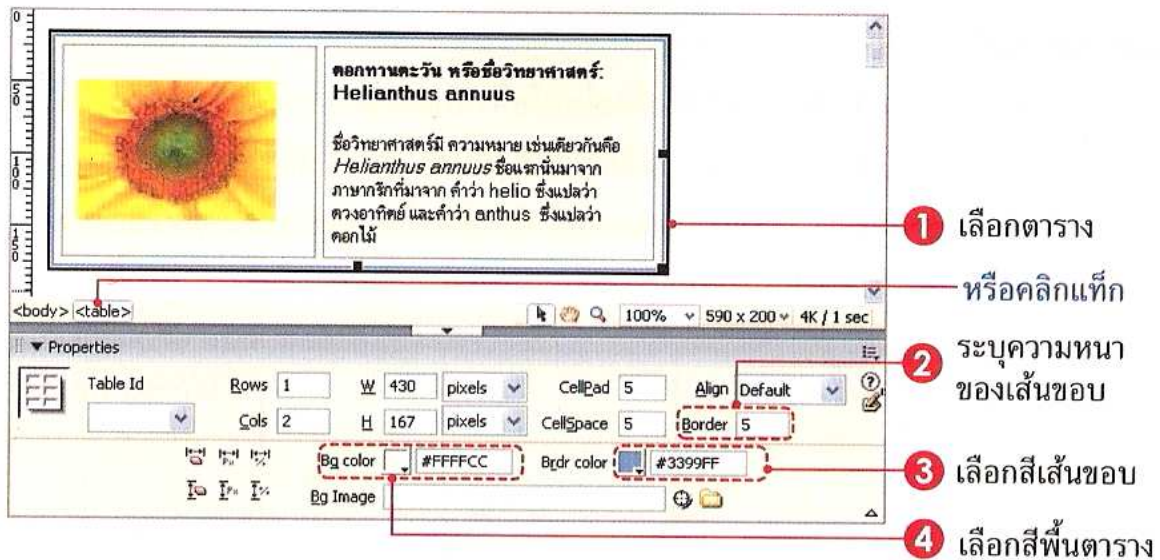 0
50
100
150
ดอกทานตะวัน หรือชื่อวิทยาศาสตร์:
Helianthus annuus
ชื่อวิทยาศาสตร์มี ความหมาย เช่นเดียวกันคือ
Helianthus annuus ชื่อแรกนั่นมาจาก
ภาษากรีกที่มาจาก คำว่า helio ซึ่งแปลว่า
ดวงอาทิตย์ และคำว่า anthus ซึ่งแปลว่า
ดอกไม้
1 เลือกตาราง
หรือคลิกแท็ก
<body> <table> 100% 590 x 200 4K / 1 sec
Properties
2 ระบุความหนา
ของเส้นขอบ
Table Id Rows 1 W 430 pixels CellPad 5 Align Default
Cols 2 H 167 pixels CellSpace 5 Border 5
Bg color #FFFFCC Brdr color #3399FF
3 เลือกสีเส้นขอบ
Bg Image
4 เลือกสีพื้นตาราง